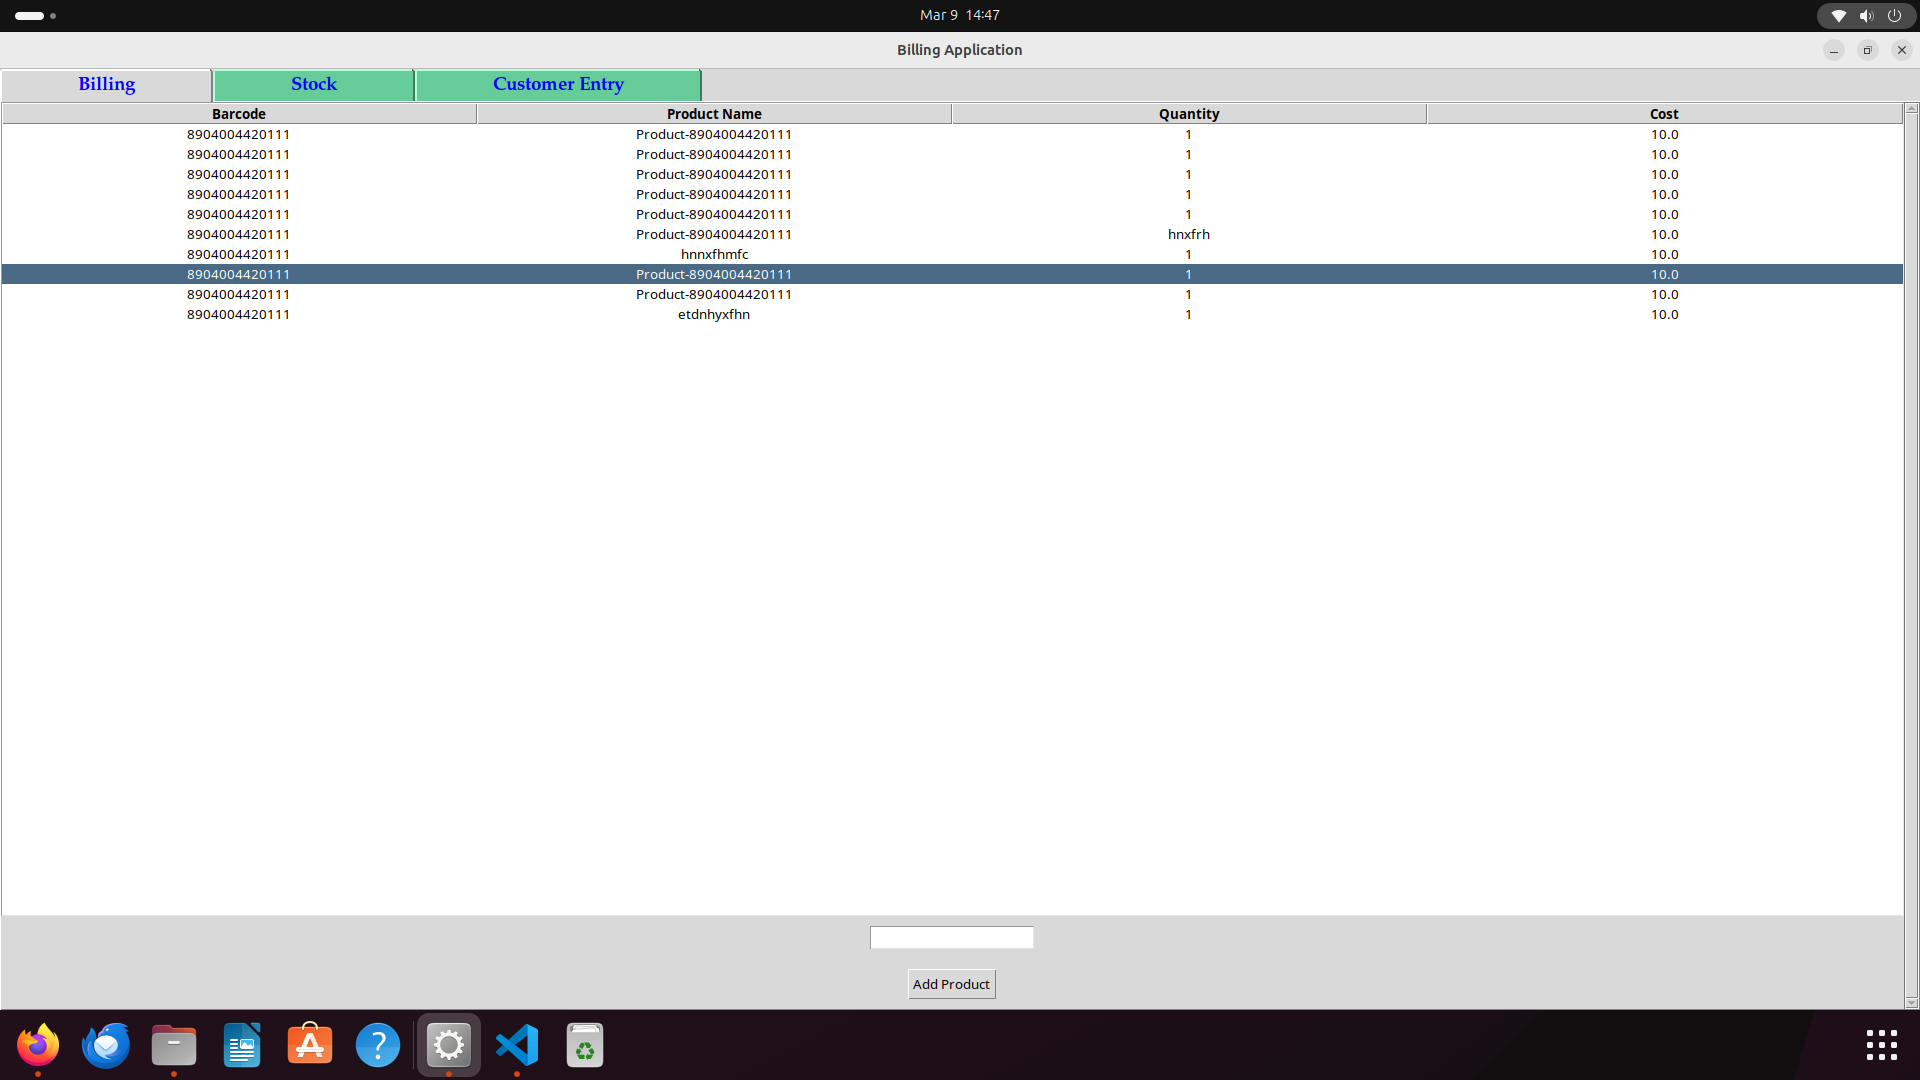 Mar 9 14:47
Billing Application
Billing Stock Customer Entry
Barcode Product Name Quantity Cost
8904004420111 Product-8904004420111 1 10.0
8904004420111 Product-8904004420111 1 10.0
8904004420111 Product-8904004420111 1 10.0
8904004420111 Product-8904004420111 1 10.0
8904004420111 Product-8904004420111 1 10.0
8904004420111 Product-8904004420111 hnxfrh 10.0
8904004420111 hnnxfhmfc 1 10.0
8904004420111 Product-8904004420111 1 10.0
8904004420111 Product-8904004420111 1 10.0
8904004420111 etdnhyxfhn 1 10.0
Add Product